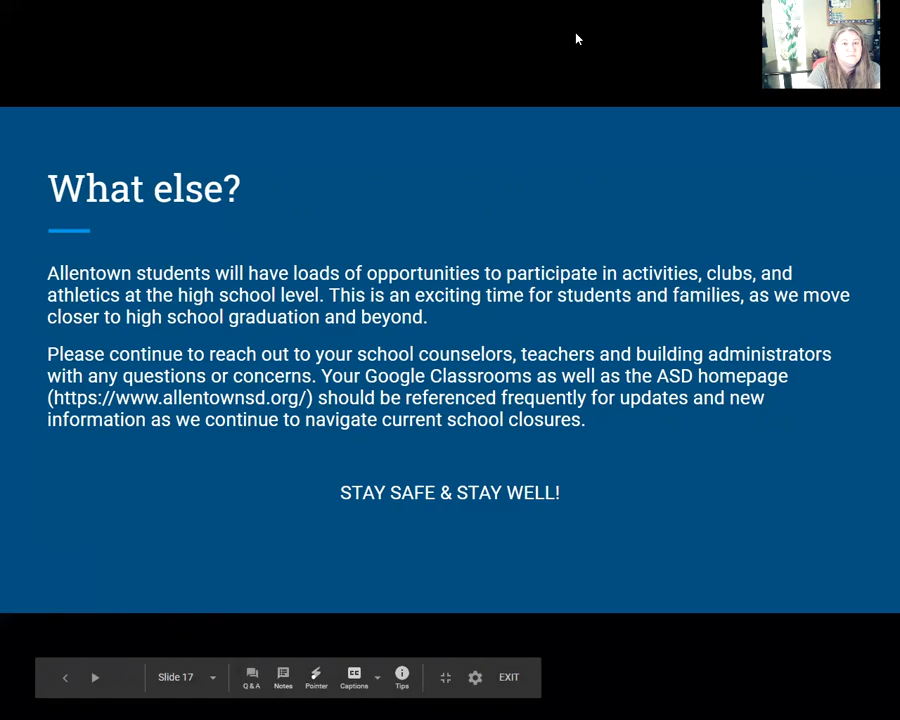 What else?
Allentown students will have loads of opportunities to participate in activities, clubs, and
athletics at the high school level. This is an exciting time for students and families, as we move
closer to high school graduation and beyond.
Please continue to reach out to your school counselors, teachers and building administrators
with any questions or concerns. Your Google Classrooms as well as the ASD homepage
(https://www.allentownsd.org/) should be referenced frequently for updates and new
information as we continue to navigate current school closures.
STAY SAFE & STAY WELL!
Slide 17
Q & A
Notes
Pointer
CC
Captions
Tips
EXIT